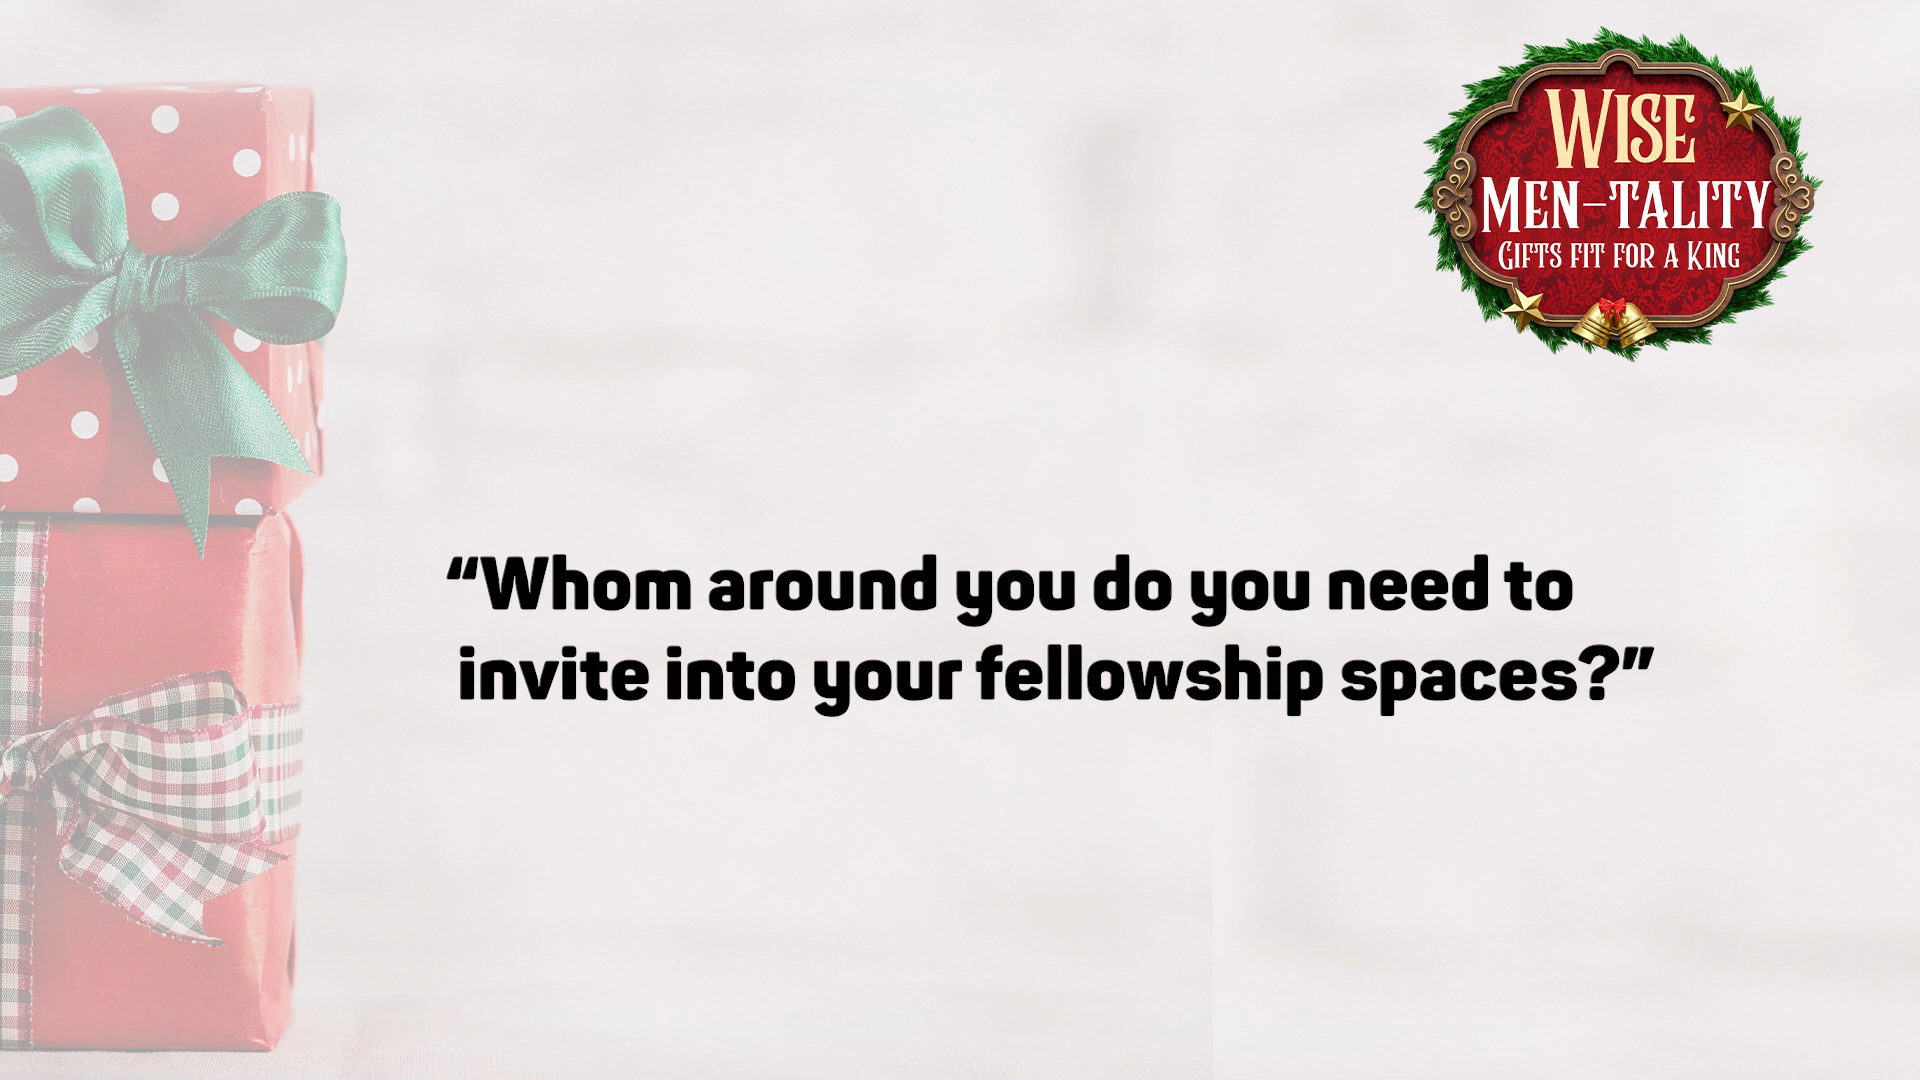 WISE
MEN-TALITY
GIFTS FIT FOR A KING
“Whom around you do you need to
invite into your fellowship spaces?”